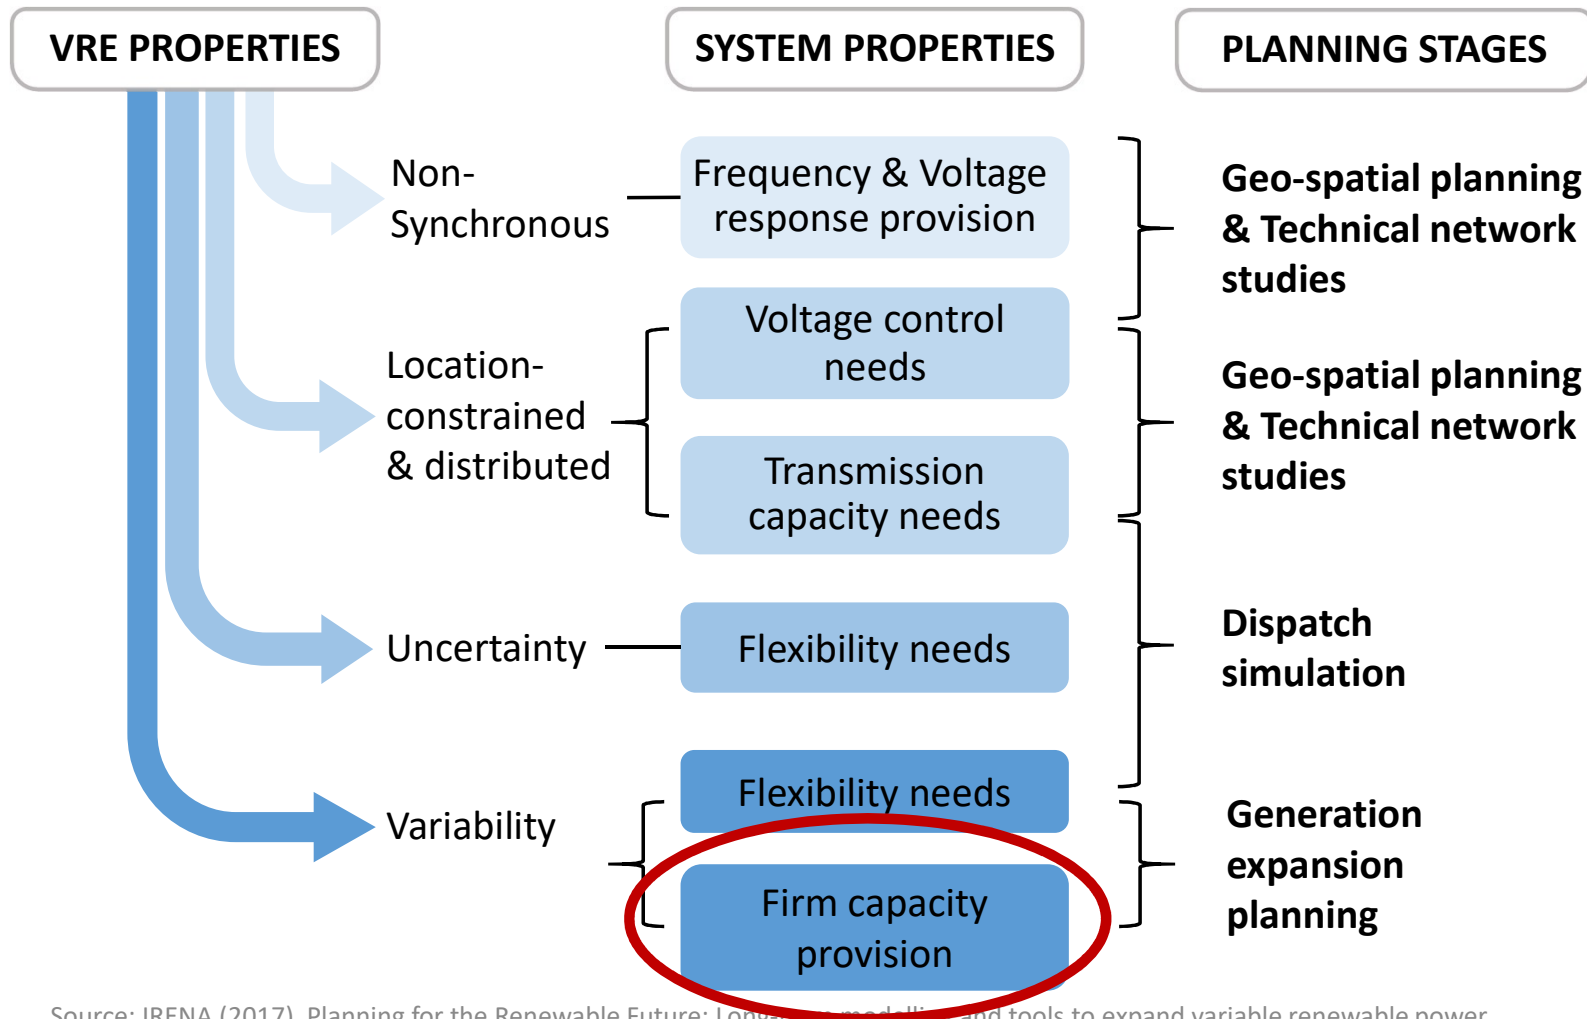 VRE PROPERTIES
SYSTEM PROPERTIES
PLANNING STAGES
Non-
Synchronous
Frequency & Voltage
response provision
Geo-spatial planning
& Technical network
studies
Location-
constrained
& distributed
Voltage control
needs
Transmission
capacity needs
Geo-spatial planning
& Technical network
studies
Uncertainty
Flexibility needs
Dispatch
simulation
Variability
Flexibility needs
Firm capacity
provision
Generation
expansion
planning
Source: IRENA (2017), Planning for the Renewable Future: Long-term modelling and tools to expand variable renewable power